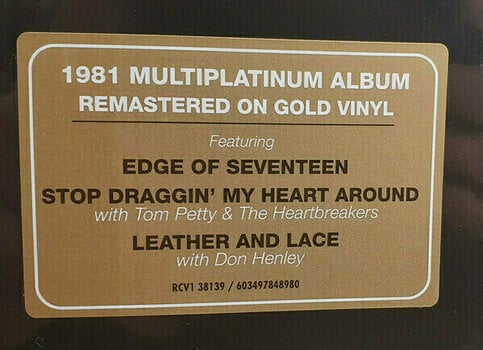 1981 MULTIPLATINUM ALBUM
REMASTERED ON GOLD VINYL
Featuring
EDGE OF SEVENTEEN
STOP DRAGGIN' MY HEART AROUND
with Tom Petty & The Heartbreakers
LEATHER AND LACE
with Don Henley
RCV1 38139 / 603497848980